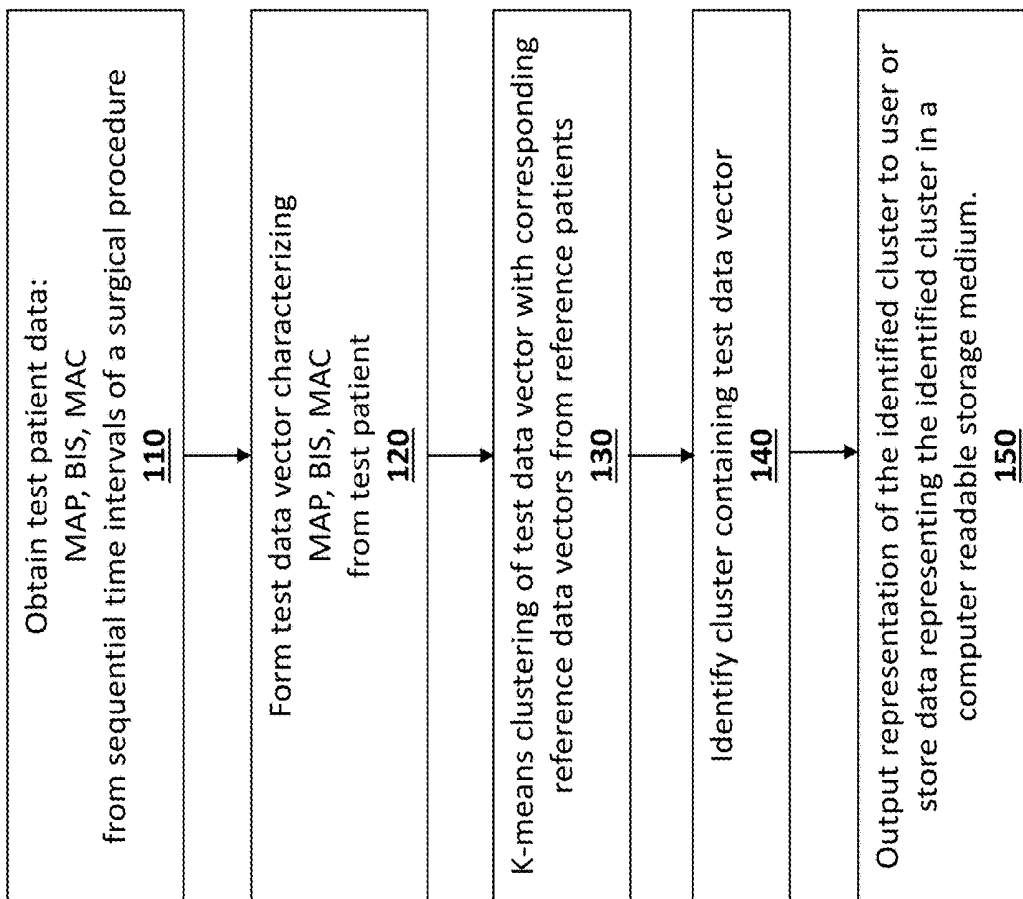 Obtain test patient data:
MAP, BIS, MAC
from sequential time intervals of a surgical procedure
110
Form test data vector characterizing
MAP, BIS, MAC
from test patient
120
K-means clustering of test data vector with corresponding
reference data vectors from reference patients
130
Identify cluster containing test data vector
140
Output representation of the identified cluster to user or
store data representing the identified cluster in a
computer readable storage medium.
150